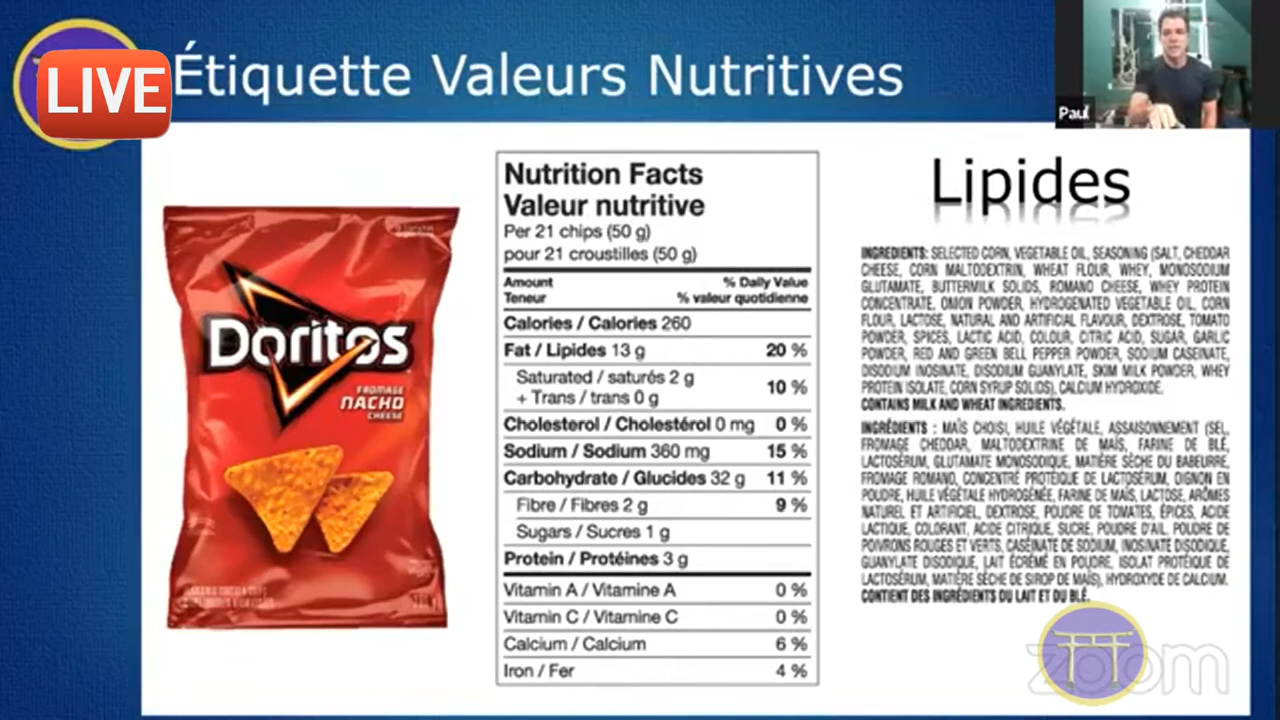 LIVE
Étiquette Valeurs Nutritives
Paul
Doritos
FROMAGE
NACHO
CHEESE
Nutrition Facts
Valeur nutritive
Per 21 chips (50 g)
pour 21 croustilles (50 g)
Amount % Daily Value
Teneur % valeur quotidienne
Calories / Calories 260
Fat / Lipides 13 g 20 %
Saturated / saturés 2 g
+ Trans / trans 0 g 10 %
Cholesterol / Cholestérol 0 mg 0 %
Sodium / Sodium 360 mg 15 %
Carbohydrate / Glucides 32 g 11 %
Fibre / Fibres 2 g 9 %
Sugars / Sucres 1 g
Protein / Protéines 3 g
Vitamin A / Vitamine A 0 %
Vitamin C / Vitamine C 0 %
Calcium / Calcium 6 %
Iron / Fer 4 %
Lipides
INGREDIENTS: SELECTED CORN, VEGETABLE OIL, SEASONING (SALT, CHEDDAR
CHEESE, CORN MALTODEXTRIN, WHEAT FLOUR, WHEY, MONOSODIUM
GLUTAMATE, BUTTERMILK SOLIDS, ROMANO CHEESE, WHEY PROTEIN
CONCENTRATE, ONION POWDER, HYDROGENATED VEGETABLE OIL, CORN
FLOUR, LACTOSE, NATURAL AND ARTIFICIAL FLAVOUR, DEXTROSE, TOMATO
POWDER, SPICES, LACTIC ACID, COLOUR, CITRIC ACID, SUGAR, GARLIC
POWDER, RED AND GREEN BELL PEPPER POWDER, SODIUM CASEINATE,
DISODIUM INOSINATE, DISODIUM GUANYLATE, SKIM MILK POWDER, WHEY
PROTEIN ISOLATE, CORN SYRUP SOLIDS), CALCIUM HYDROXIDE.
CONTAINS MILK AND WHEAT INGREDIENTS.
INGRÉDIENTS : MAÏS CHOISI, HUILE VÉGÉTALE, ASSAISONNEMENT (SEL,
FROMAGE CHEDDAR, MALTODEXTRINE DE MAÏS, FARINE DE BLÉ,
LACTOSÉRUM, GLUTAMATE MONOSODIQUE, MATIÈRE SÈCHE DU BABEURRE,
FROMAGE ROMANO, CONCENTRÉ PROTÉIQUE DE LACTOSÉRUM, OIGNON EN
POUDRE, HUILE VÉGÉTALE HYDROGÉNÉE, FARINE DE MAÏS, LACTOSE, ARÔMES
NATUREL ET ARTIFICIEL, DEXTROSE, POUDRE DE TOMATES, ÉPICES, ACIDE
LACTIQUE, COLORANT, ACIDE CITRIQUE, SUCRE, POUDRE D'AIL, POUDRE DE
POIVRONS ROUGES ET VERTS, CASÉINATE DE SODIUM, INOSINATE DISODIQUE,
GUANYLATE DISODIQUE, LAIT ÉCRÉMÉ EN POUDRE, ISOLAT PROTÉIQUE DE
LACTOSÉRUM, MATIÈRE SÈCHE DE SIROP DE MAÏS), HYDROXYDE DE CALCIUM.
CONTIENT DES INGRÉDIENTS DU LAIT ET DU BLÉ.
zoom